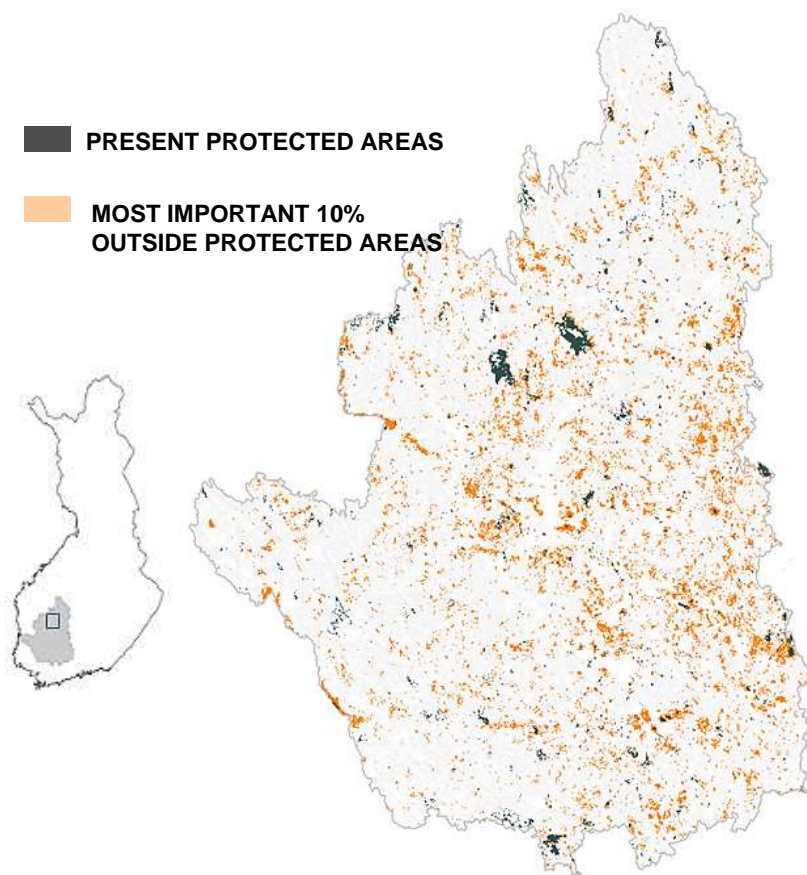 PRESENT PROTECTED AREAS
MOST IMPORTANT 10%
OUTSIDE PROTECTED AREAS